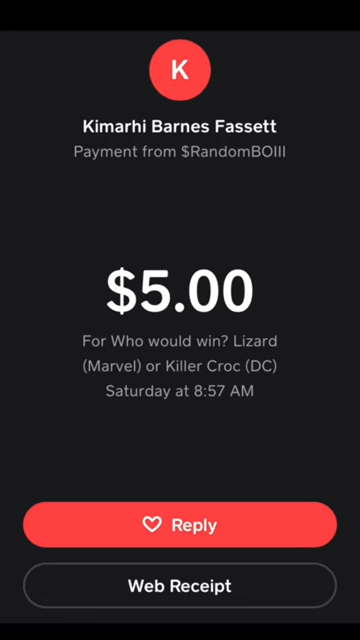 K
Kimarhi Barnes Fassett
Payment from $RandomBOIII
$5.00
For Who would win? Lizard
(Marvel) or Killer Croc (DC)
Saturday at 8:57 AM
Reply
Web Receipt